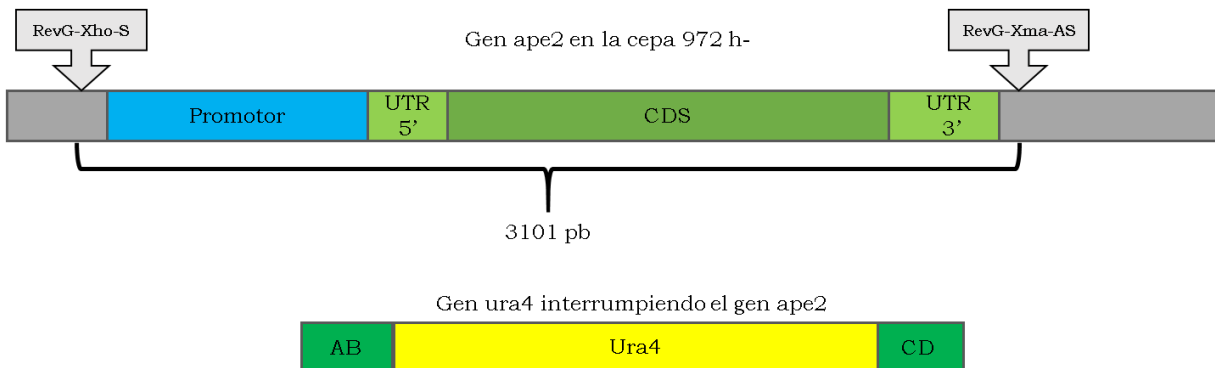 RevG-Xho-S
Gen ape2 en la cepa 972 h-
RevG-Xma-AS
Promotor
UTR
5’
CDS
UTR
3’
3101 pb
Gen ura4 interrumpiendo el gen ape2
AB
Ura4
CD